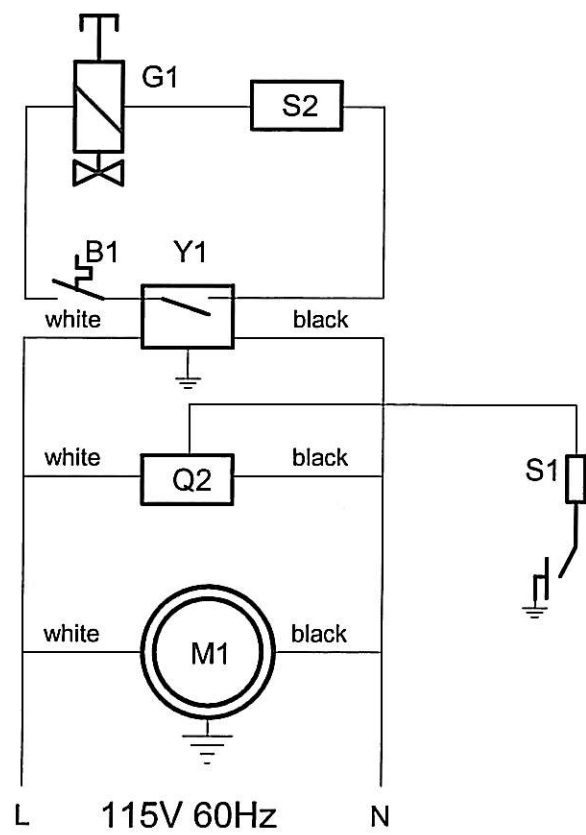 G1
S2
B1 Y1
white black
white black
Q2
S1
white black
M1
L 115V 60Hz N